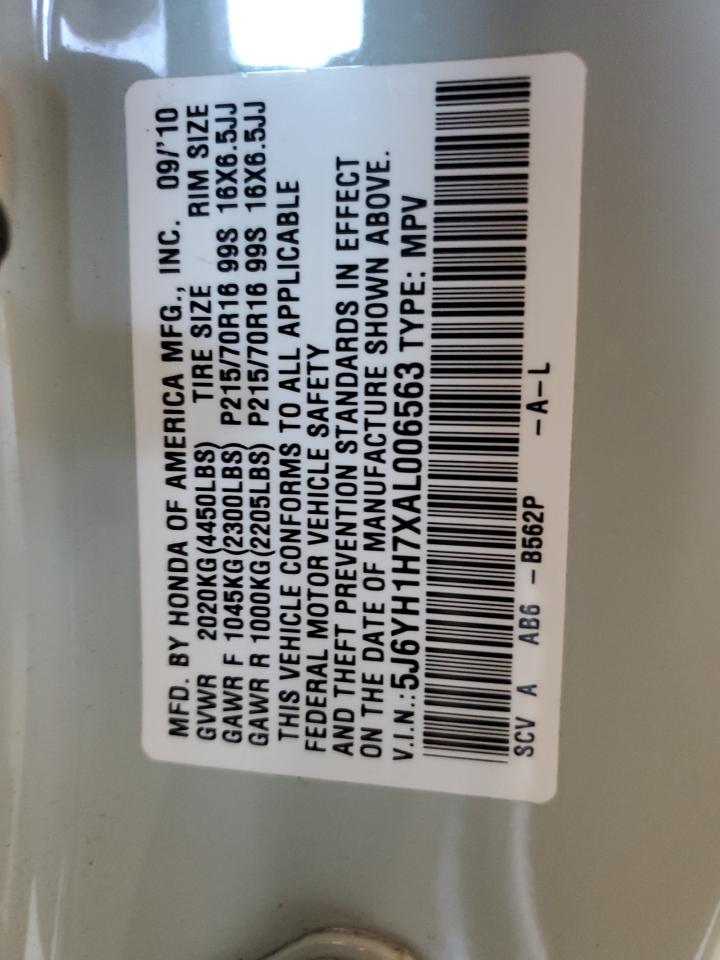 MFD. BY HONDA OF AMERICA MFG., INC. 09/'10
GVWR 2020KG(4450LBS) TIRE SIZE RIM SIZE
GAWR F 1045KG(2300LBS) P215/70R16 99S 16X6.5JJ
GAWR R 1000KG(2205LBS) P215/70R16 99S 16X6.5JJ
THIS VEHICLE CONFORMS TO ALL APPLICABLE
FEDERAL MOTOR VEHICLE SAFETY
AND THEFT PREVENTION STANDARDS IN EFFECT
ON THE DATE OF MANUFACTURE SHOWN ABOVE.
V.I.N.: 5J6YH1H7XAL006563 TYPE: MPV
SCV A AB6 -B562P -A-L